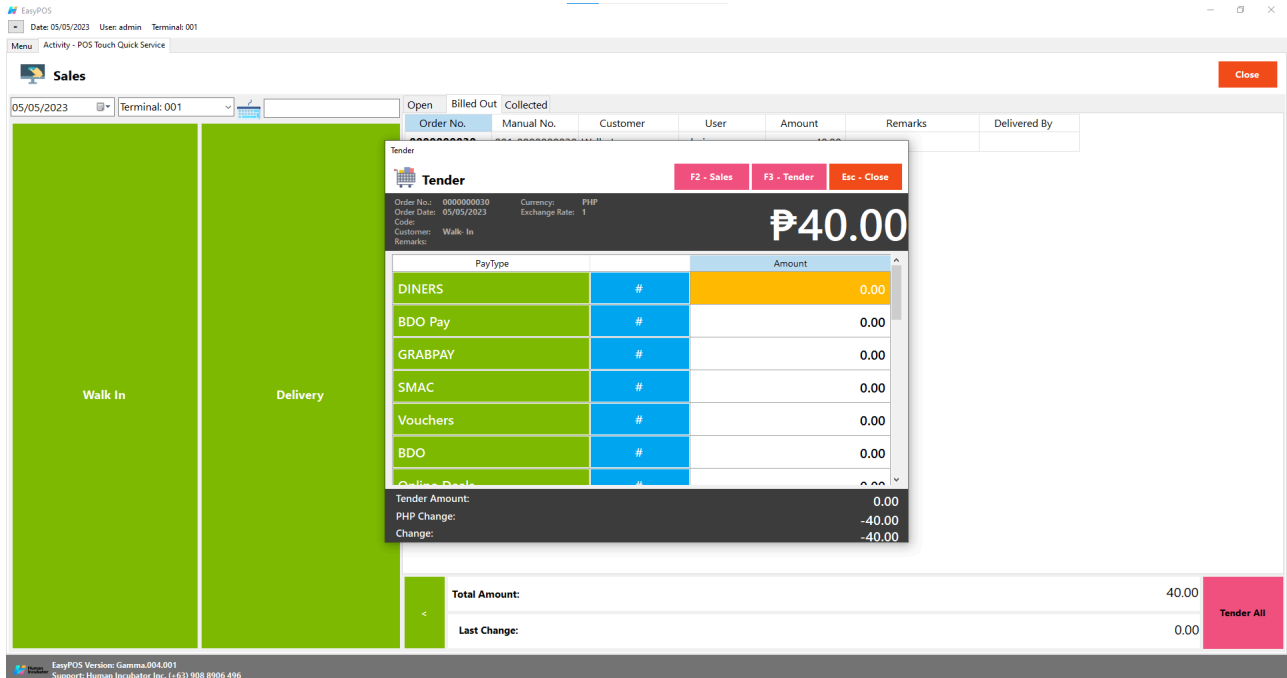 EasyPOS
Date: 05/05/2023 User: admin Terminal: 001
Menu Activity - POS Touch Quick Service
Sales
Close
05/05/2023 Terminal: 001
Open Billed Out Collected
Order No. Manual No. Customer User Amount Remarks Delivered By
Walk In
Delivery
Tender
Tender
F2 - Sales F3 - Tender Esc - Close
Order No.: 0000000030 Currency: PHP
Order Date: 05/05/2023 Exchange Rate: 1
Code:
Customer: Walk- In
Remarks:
₱40.00
PayType Amount
DINERS # 0.00
BDO Pay # 0.00
GRABPAY # 0.00
SMAC # 0.00
Vouchers # 0.00
BDO # 0.00
Online Deals # 0.00
Tender Amount: 0.00
PHP Change: -40.00
Change: -40.00
<
Total Amount: 40.00
Last Change: 0.00
Tender All
Human Incubator
EasyPOS Version: Gamma.004.001
Support: Human Incubator Inc. (+63) 908 8906 496